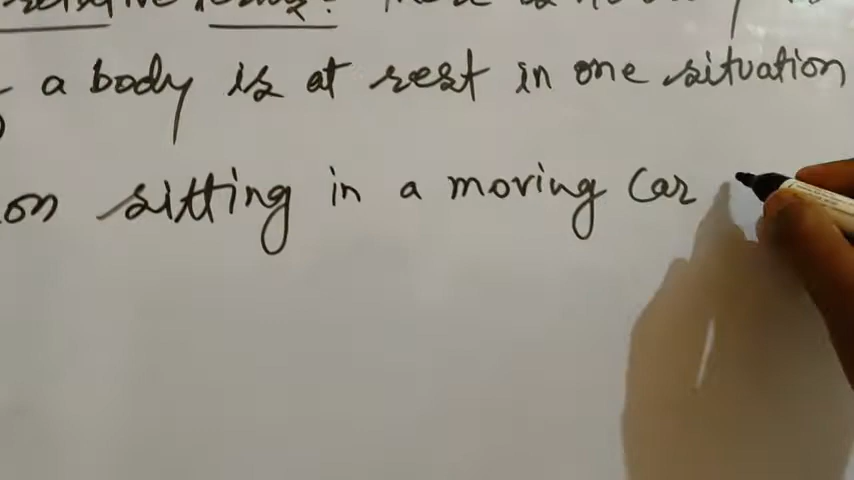 a body is at rest in one situation
on sitting in a moving car